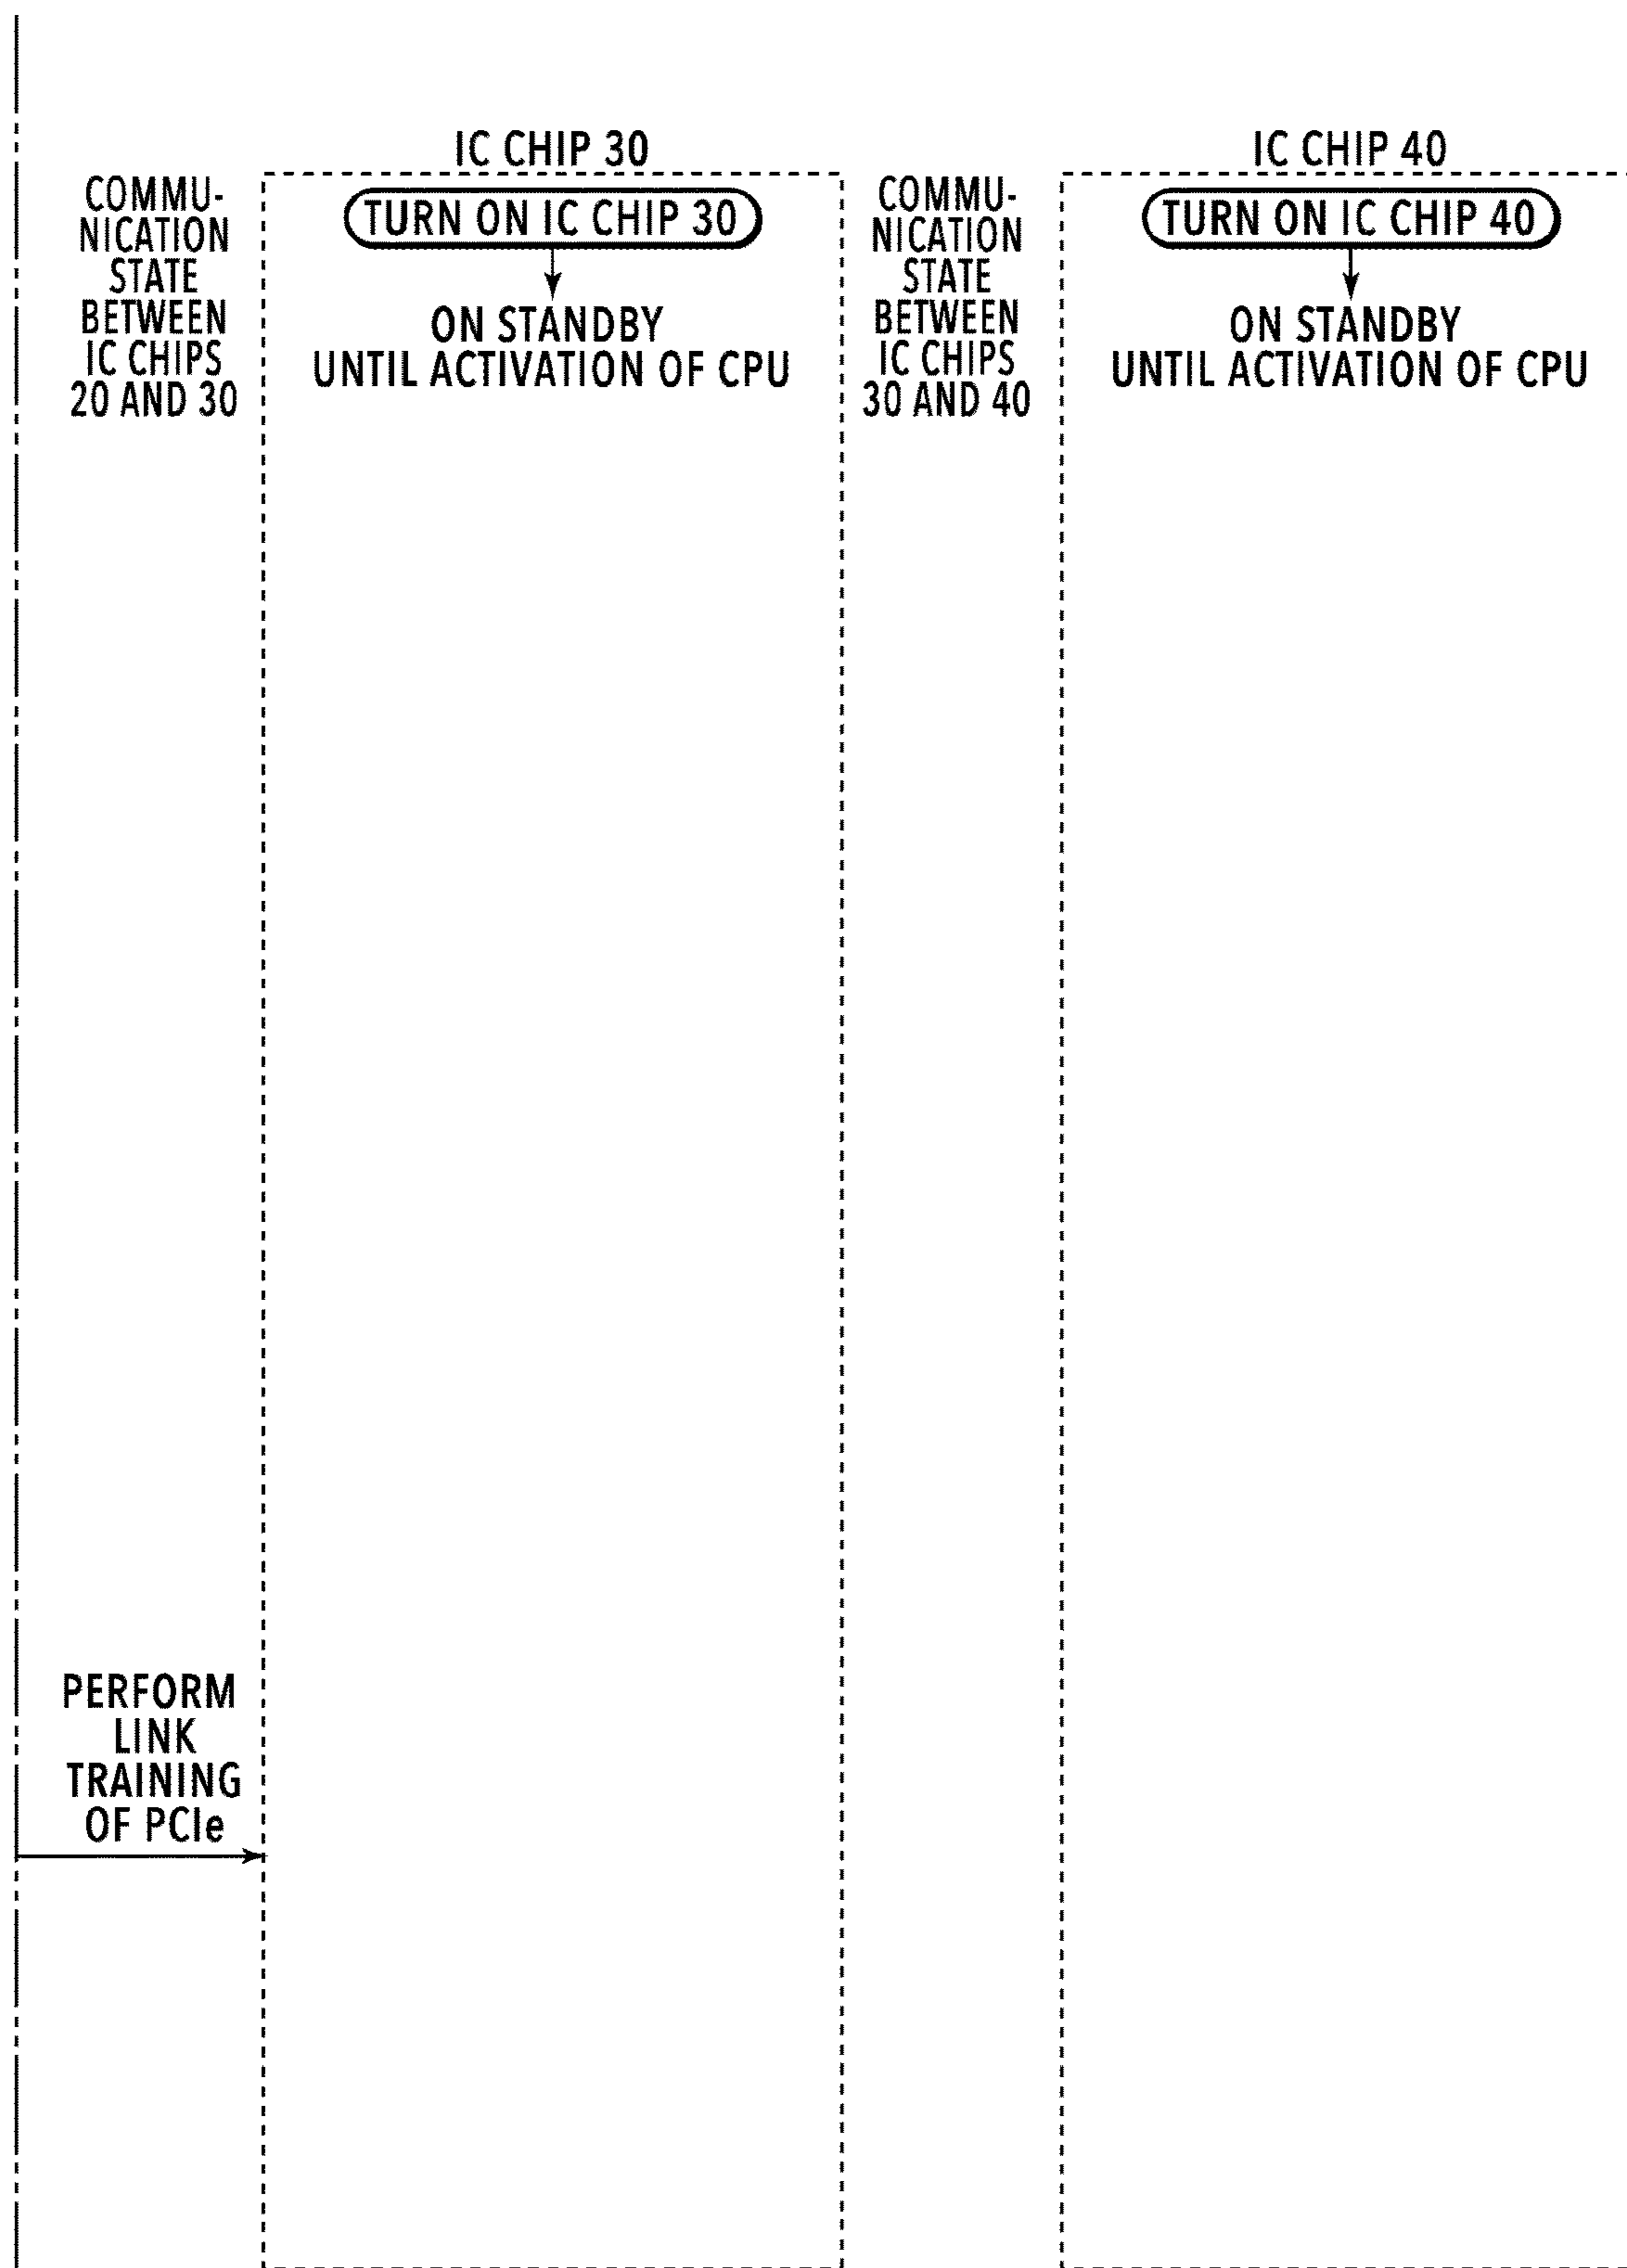 IC CHIP 30
IC CHIP 40
COMMU-
NICATION
STATE
BETWEEN
IC CHIPS
20 AND 30
TURN ON IC CHIP 30
ON STANDBY
UNTIL ACTIVATION OF CPU
COMMU-
NICATION
STATE
BETWEEN
IC CHIPS
30 AND 40
TURN ON IC CHIP 40
ON STANDBY
UNTIL ACTIVATION OF CPU
PERFORM
LINK
TRAINING
OF PCIe